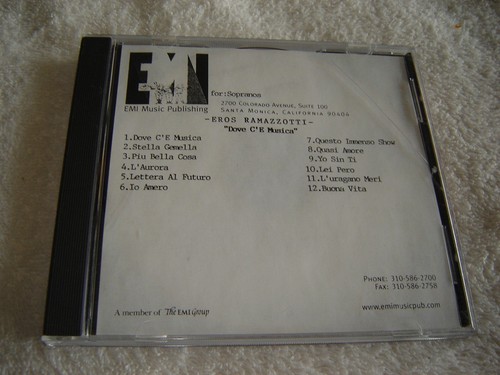 EMI
EMI Music Publishing
for:Sopranos
2700 Colorado Avenue, Suite 100
Santa Monica, California 90404
-EROS RAMAZZOTTI-
"Dove C'E Musica"
1.Dove C'E Musica
2.Stella Gemella
3.Piu Bella Cosa
4.L'Aurora
5.Lettera Al Futuro
6.Io Amero
7.Questo Immenso Show
8.Quasi Amore
9.Yo Sin Ti
10.Lei Pero
11.L'uragano Meri
12.Buona Vita
Phone: 310-586-2700
Fax: 310-586-2758
A member of The EMI Group
www.emimusicpub.com